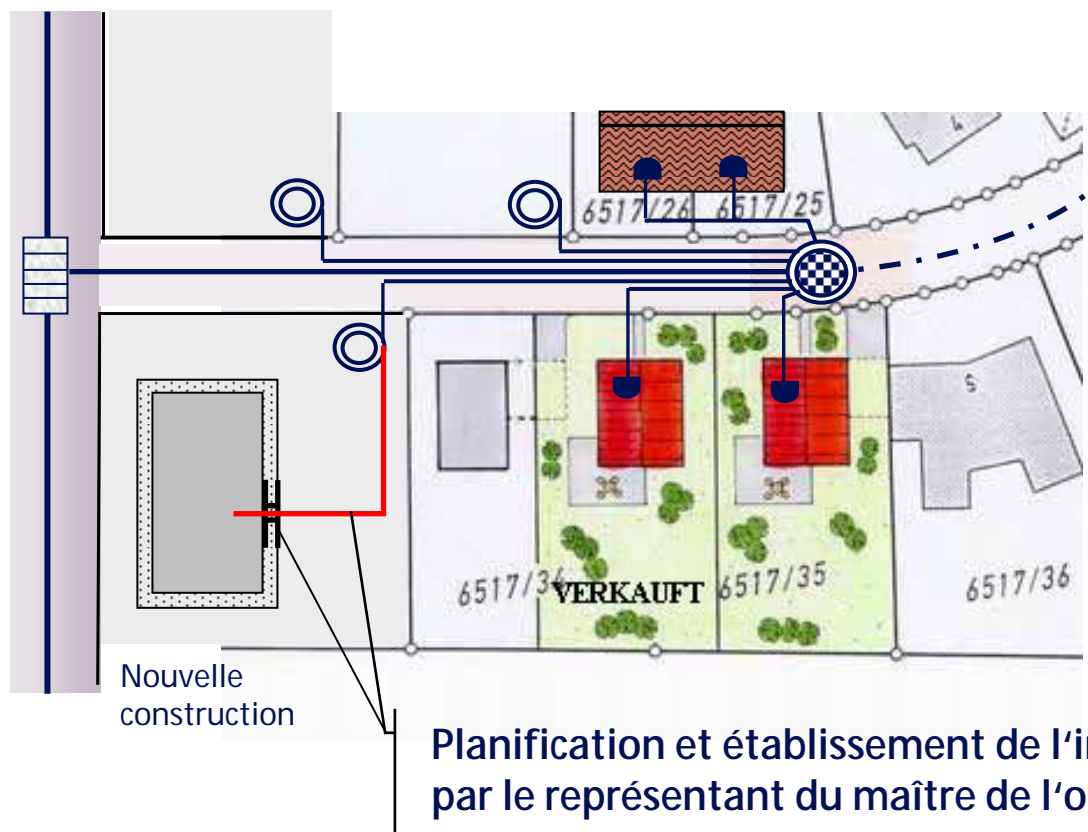 6517/26 6517/25
5
6517/34 VERKAUFT 6517/35 6517/36
Nouvelle
construction
Planification et établissement de l‘
par le représentant du maître de l‘o